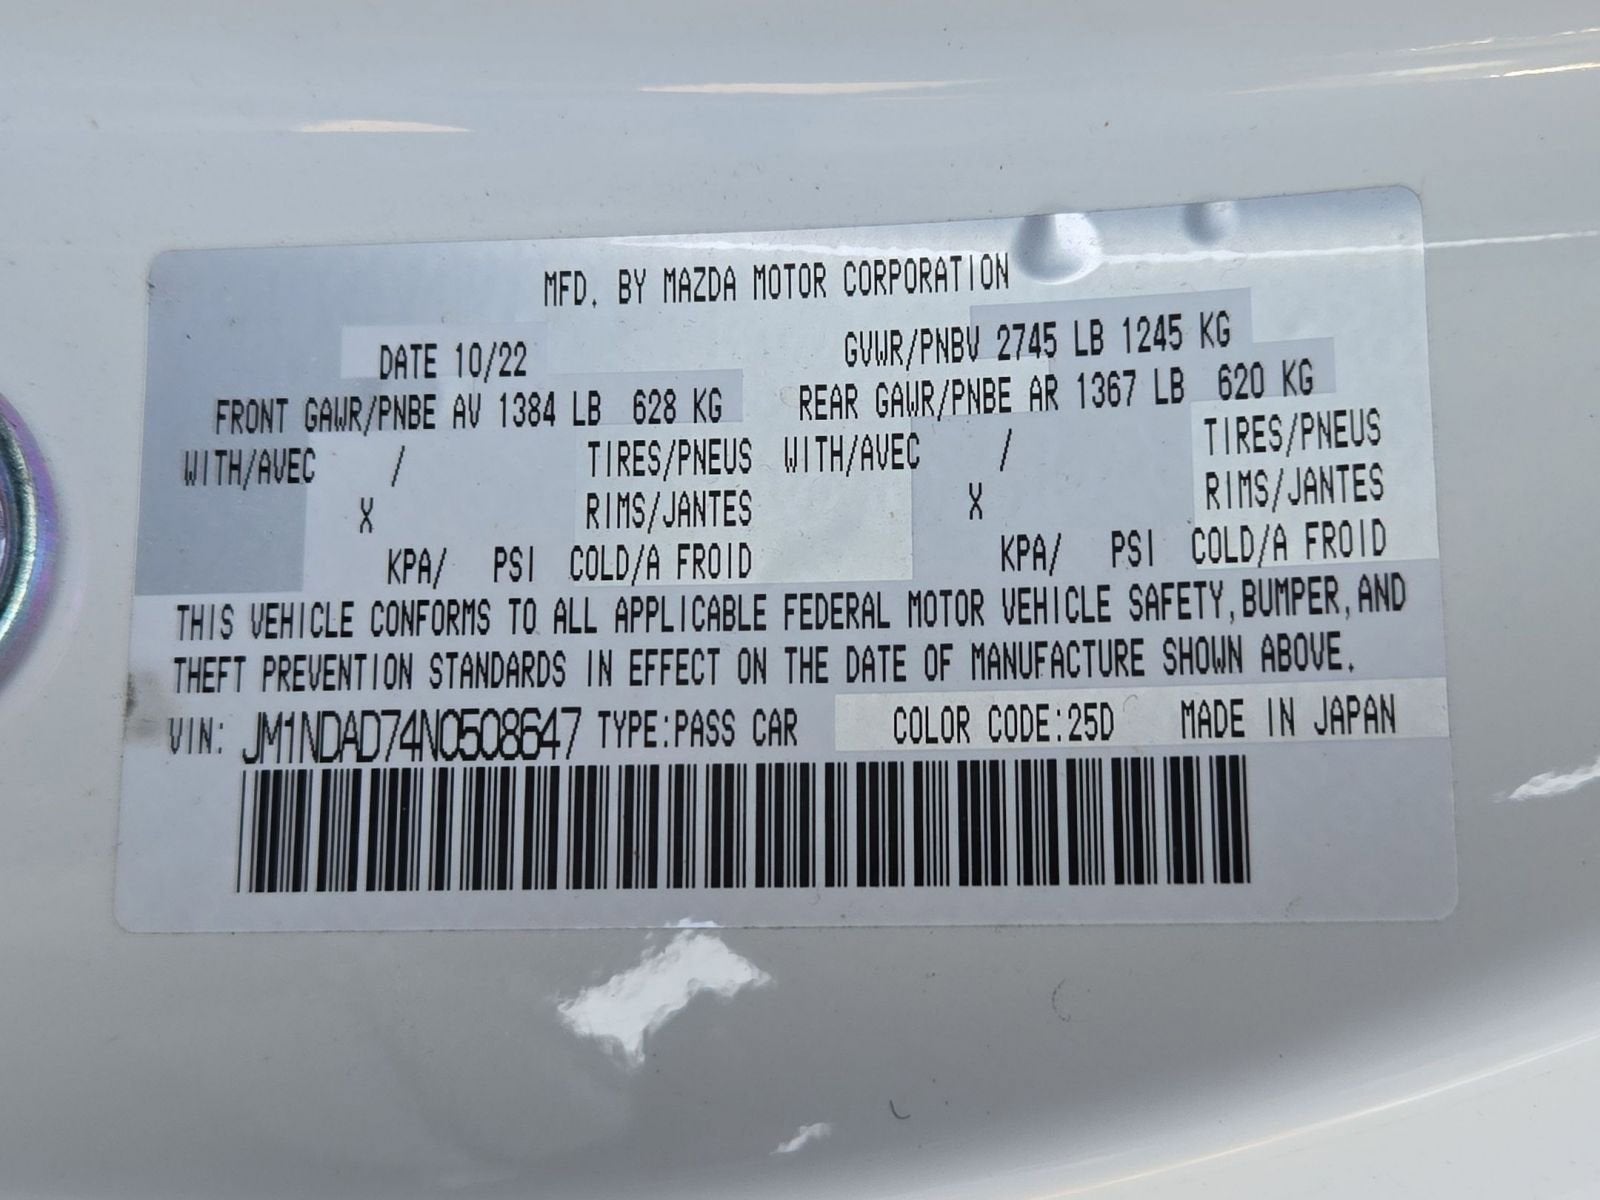 MFD. BY MAZDA MOTOR CORPORATION
DATE 10/22 GVWR/PNBV 2745 LB 1245 KG
FRONT GAWR/PNBE AV 1384 LB 628 KG REAR GAWR/PNBE AR 1367 LB 620 KG
WITH/AVEC / TIRES/PNEUS WITH/AVEC / TIRES/PNEUS
X RIMS/JANTES X RIMS/JANTES
KPA/ PSI COLD/A FROID KPA/ PSI COLD/A FROID
THIS VEHICLE CONFORMS TO ALL APPLICABLE FEDERAL MOTOR VEHICLE SAFETY, BUMPER, AND
THEFT PREVENTION STANDARDS IN EFFECT ON THE DATE OF MANUFACTURE SHOWN ABOVE.
VIN: JM1NDAD74N0508647 TYPE:PASS CAR COLOR CODE:25D MADE IN JAPAN